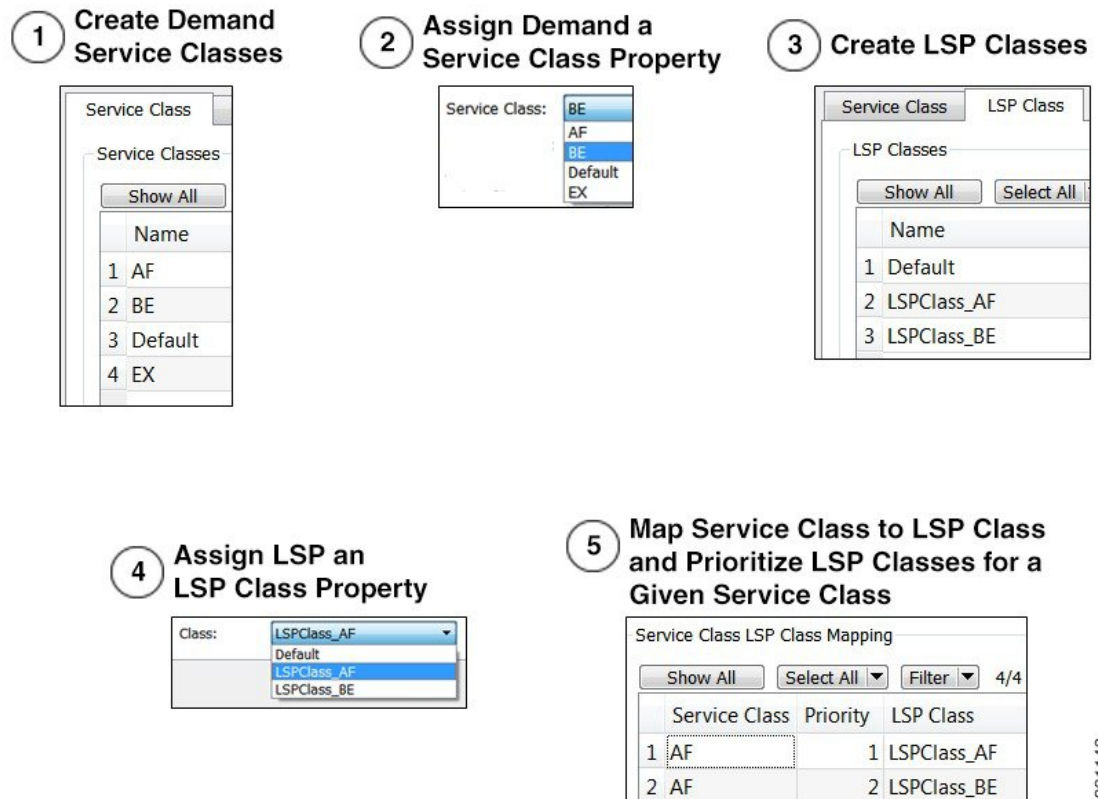 1 Create Demand
Service Classes
Service Class
Service Classes
Show All
Name
1 AF
2 BE
3 Default
4 EX
2 Assign Demand a
Service Class Property
Service Class: BE
AF
BE
Default
EX
3 Create LSP Classes
Service Class LSP Class
LSP Classes
Show All Select All
Name
1 Default
2 LSPClass_AF
3 LSPClass_BE
4 Assign LSP an
LSP Class Property
Class: LSPClass_AF
Default
LSPClass_AF
LSPClass_BE
5 Map Service Class to LSP Class
and Prioritize LSP Classes for a
Given Service Class
Service Class LSP Class Mapping
Show All Select All Filter 4/4
Service Class Priority LSP Class
1 AF 1 LSPClass_AF
2 AF 2 LSPClass_BE